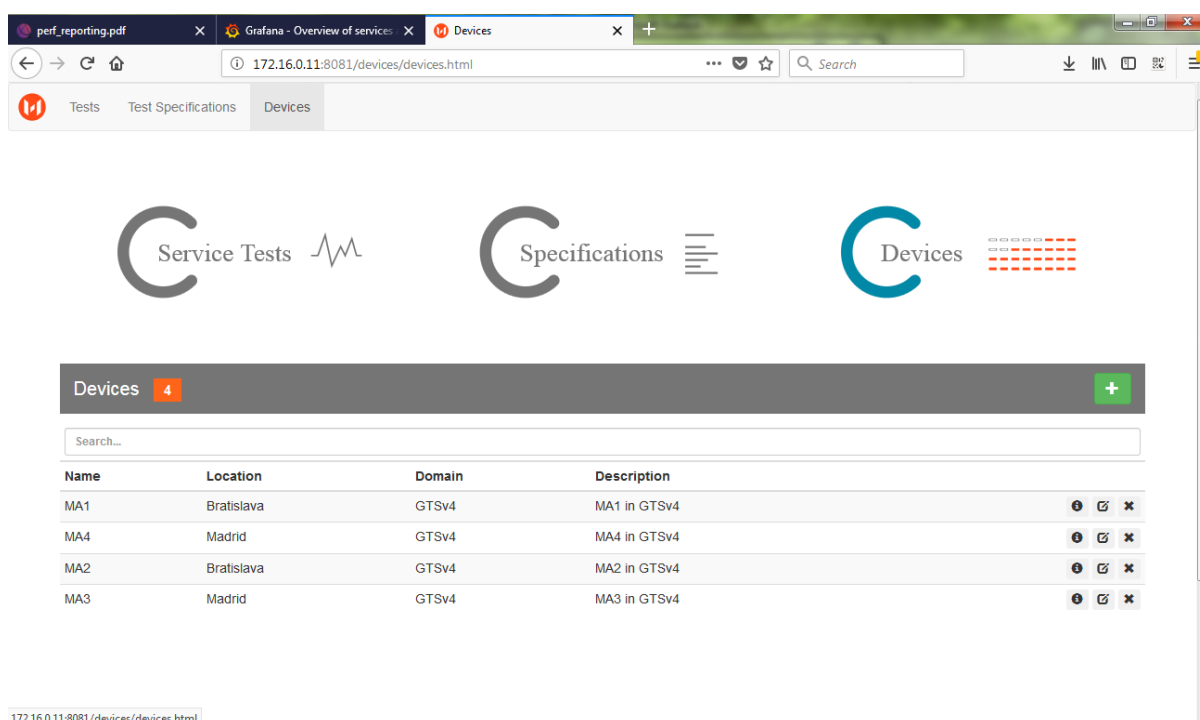 perf_reporting.pdf Grafana - Overview of services Devices
172.16.0.11:8081/devices/devices.html Search
Tests Test Specifications Devices
Service Tests Specifications Devices
Devices 4 +
Search...
Name Location Domain Description
MA1 Bratislava GTSv4 MA1 in GTSv4
MA4 Madrid GTSv4 MA4 in GTSv4
MA2 Bratislava GTSv4 MA2 in GTSv4
MA3 Madrid GTSv4 MA3 in GTSv4
172.16.0.11:8081/devices/devices.html